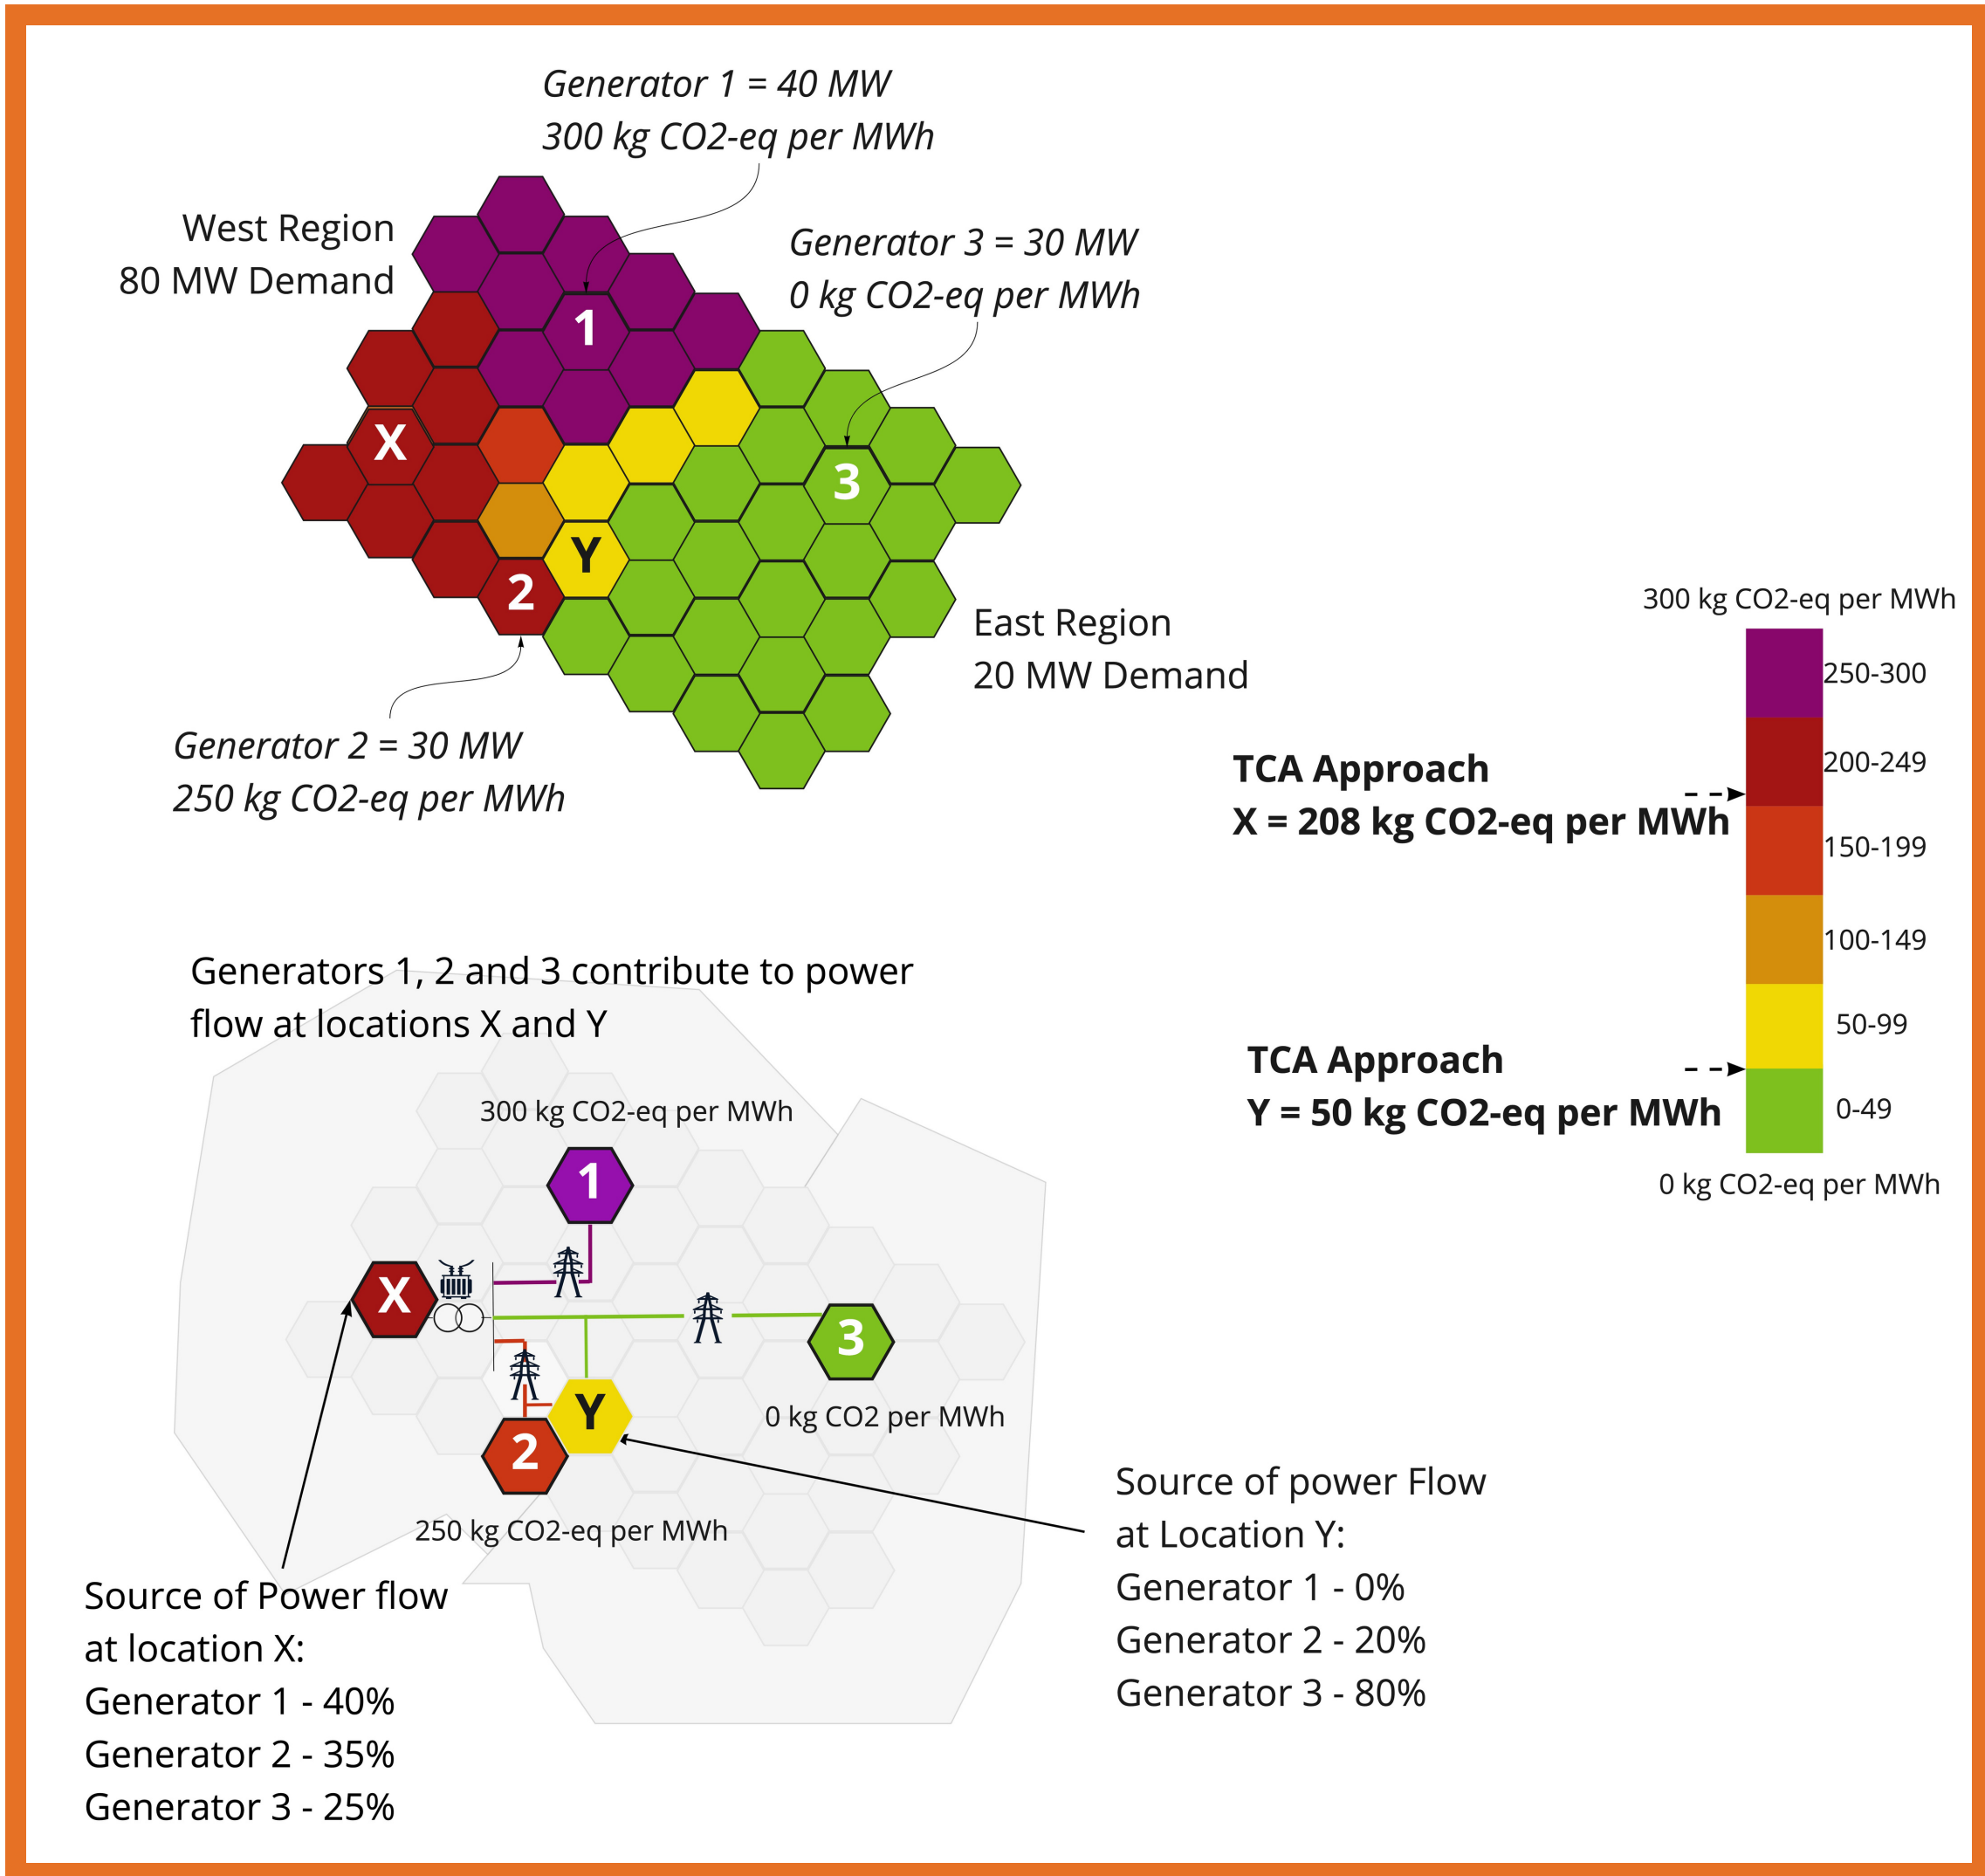 Generator 1 = 40 MW
300 kg CO2-eq per MWh
West Region
80 MW Demand
Generator 3 = 30 MW
0 kg CO2-eq per MWh
1
X
3
Y
2
East Region
20 MW Demand
Generator 2 = 30 MW
250 kg CO2-eq per MWh
300 kg CO2-eq per MWh
250-300
200-249
150-199
100-149
50-99
0-49
0 kg CO2-eq per MWh
TCA Approach
X = 208 kg CO2-eq per MWh
TCA Approach
Y = 50 kg CO2-eq per MWh
Generators 1, 2 and 3 contribute to power
flow at locations X and Y
300 kg CO2-eq per MWh
1
X
3
Y
2
0 kg CO2 per MWh
250 kg CO2-eq per MWh
Source of Power flow
at location X:
Generator 1 - 40%
Generator 2 - 35%
Generator 3 - 25%
Source of power Flow
at Location Y:
Generator 1 - 0%
Generator 2 - 20%
Generator 3 - 80%